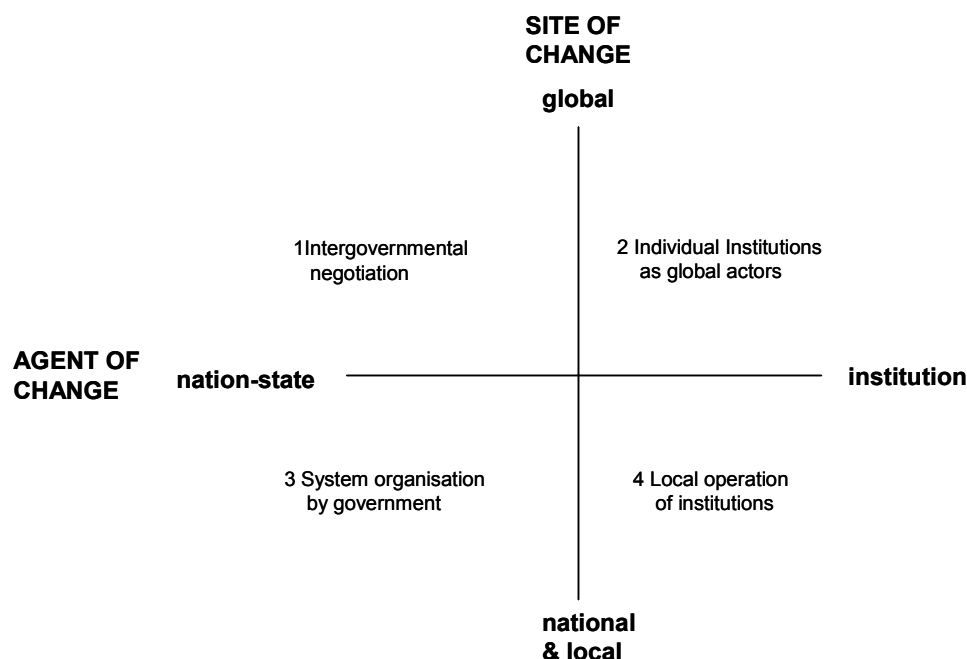 SITE OF
CHANGE
global
1Intergovernmental
negotiation
2 Individual Institutions
as global actors
AGENT OF
CHANGE
nation-state
institution
3 System organisation
by government
4 Local operation
of institutions
national
& local